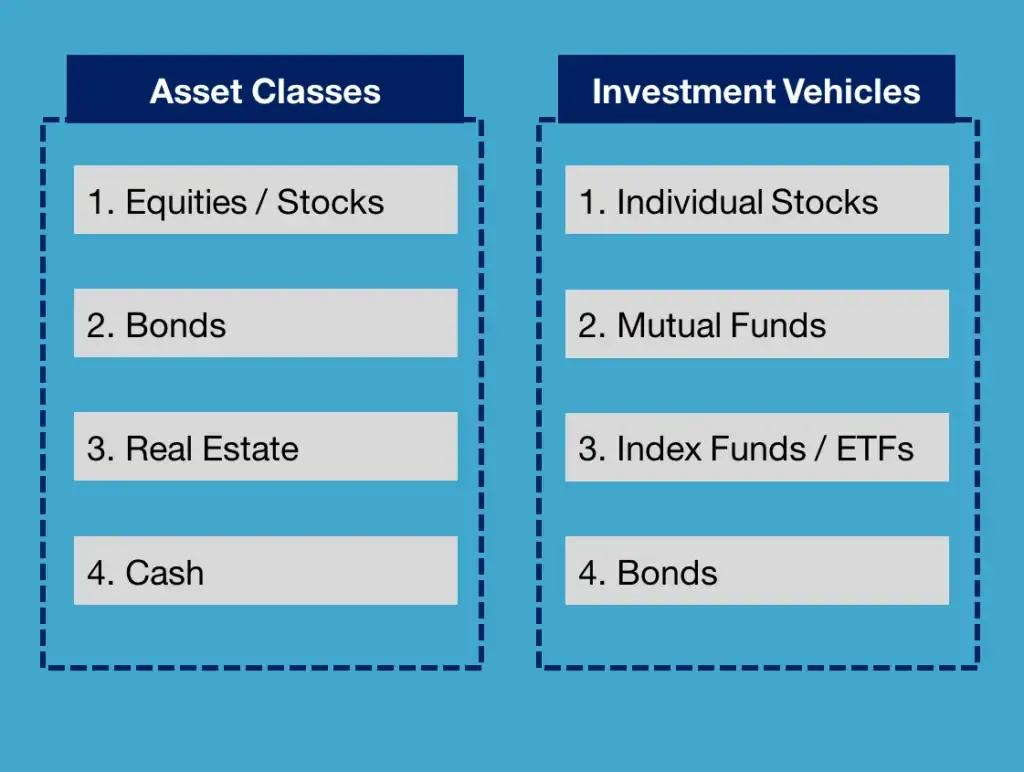 Asset Classes
1. Equities / Stocks
2. Bonds
3. Real Estate
4. Cash
Investment Vehicles
1. Individual Stocks
2. Mutual Funds
3. Index Funds / ETFs
4. Bonds